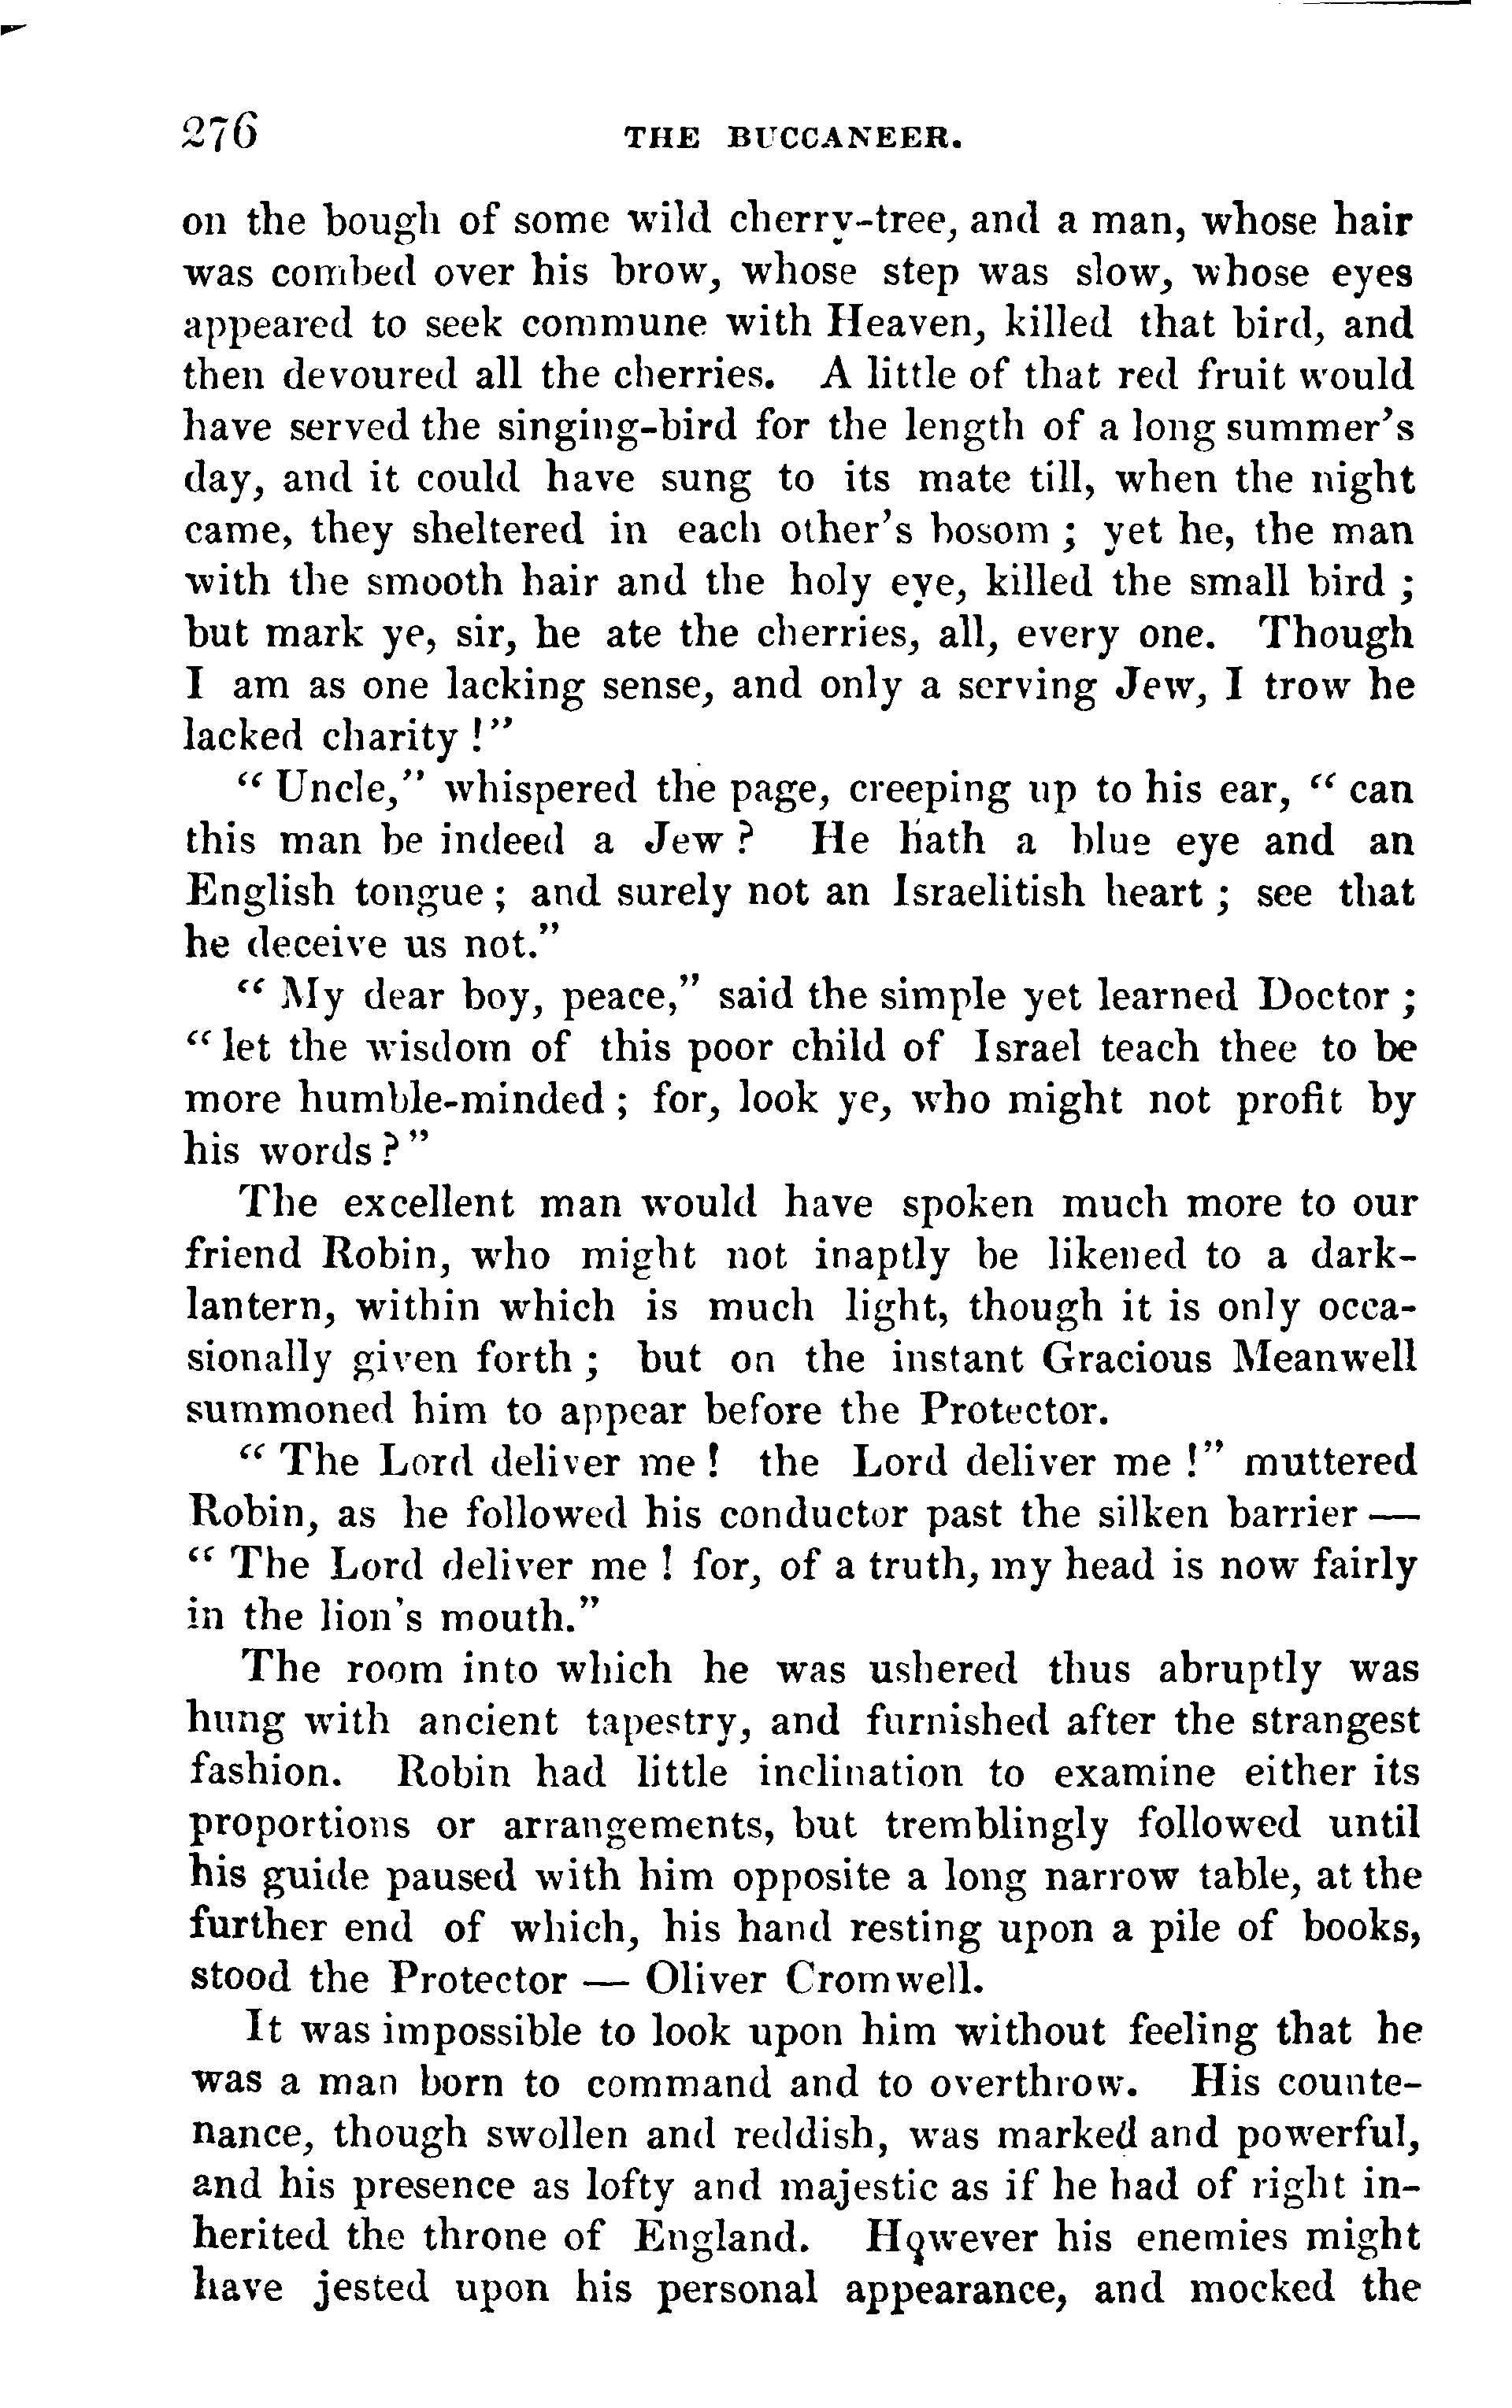 276 THE BUCCANEER.
on the bough of some wild cherry-tree, and a man, whose hair
was combed over his brow, whose step was slow, whose eyes
appeared to seek commune with Heaven, killed that bird, and
then devoured all the cherries. A little of that red fruit would
have served the singing-bird for the length of a long summer's
day, and it could have sung to its mate till, when the night
came, they sheltered in each other's bosom ; yet he, the man
with the smooth hair and the holy eye, killed the small bird ;
but mark ye, sir, he ate the cherries, all, every one. Though
I am as one lacking sense, and only a serving Jew, I trow he
lacked charity !”
“ Uncle,” whispered the page, creeping up to his ear, “ can
this man be indeed a Jew ? He hath a blue eye and an
English tongue ; and surely not an Israelitish heart ; see that
he deceive us not.”
“ My dear boy, peace,” said the simple yet learned Doctor ;
“ let the wisdom of this poor child of Israel teach thee to be
more humble-minded ; for, look ye, who might not profit by
his words ? ”
The excellent man would have spoken much more to our
friend Robin, who might not inaptly be likened to a dark-
lantern, within which is much light, though it is only occa-
sionally given forth ; but on the instant Gracious Meanwell
summoned him to appear before the Protector.
“ The Lord deliver me ! the Lord deliver me !” muttered
Robin, as he followed his conductor past the silken barrier —
“ The Lord deliver me ! for, of a truth, my head is now fairly
in the lion's mouth.”
The room into which he was ushered thus abruptly was
hung with ancient tapestry, and furnished after the strangest
fashion. Robin had little inclination to examine either its
proportions or arrangements, but tremblingly followed until
his guide paused with him opposite a long narrow table, at the
further end of which, his hand resting upon a pile of books,
stood the Protector — Oliver Cromwell.
It was impossible to look upon him without feeling that he
was a man born to command and to overthrow. His counte-
nance, though swollen and reddish, was marked and powerful,
and his presence as lofty and majestic as if he had of right in-
herited the throne of England. However his enemies might
have jested upon his personal appearance, and mocked the